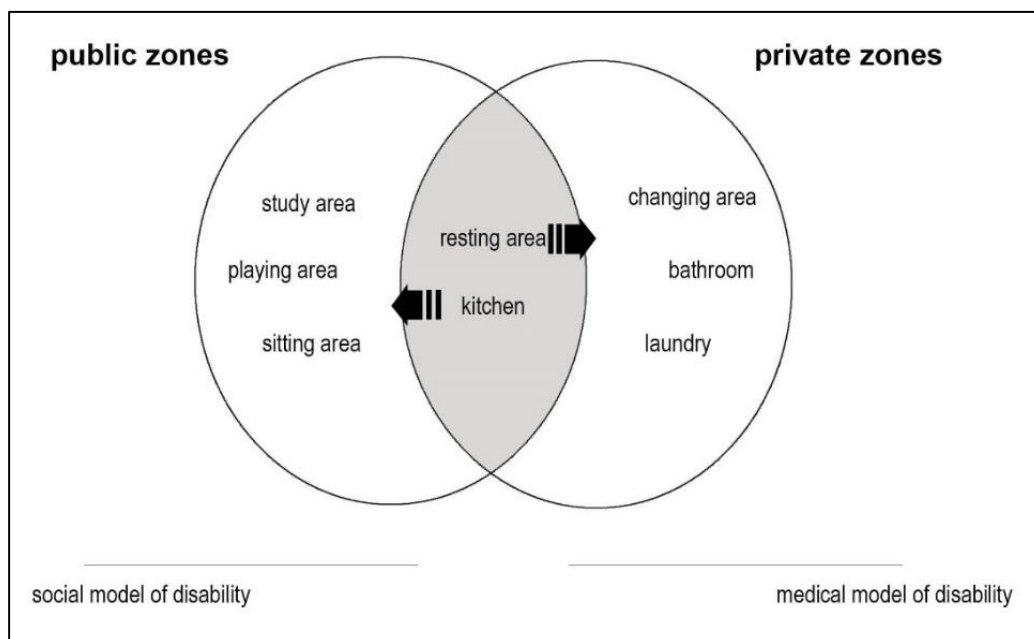 public zones
private zones
study area
playing area
sitting area
resting area
kitchen
changing area
bathroom
laundry
social model of disability
medical model of disability